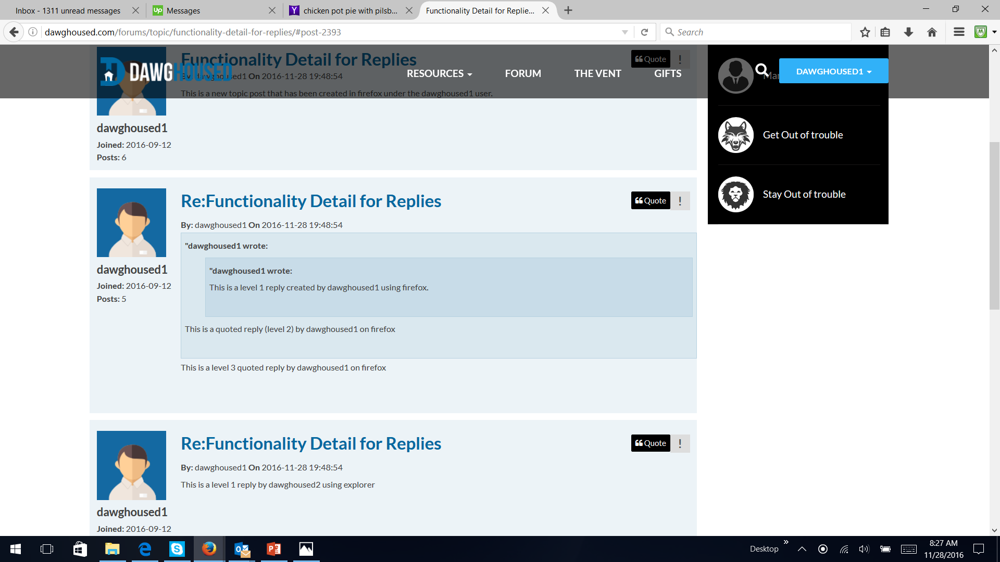 Inbox - 1311 unread messages
up Messages
Y chicken pot pie with pilsb...
Functionality Detail for Replie...
dawghoused.com/forums/topic/functionality-detail-for-replies/#post-2393
Search
Functionality Detail for Replies
Quote !
DAWGHOUSED
RESOURCES FORUM THE VENT GIFTS
DAWGHOUSED1
By: dawghoused1 On 2016-11-28 19:48:54
This is a new topic post that has been created in firefox under the dawghoused1 user.
dawghoused1
Joined: 2016-09-12
Posts: 6
Get Out of trouble
Stay Out of trouble
Re:Functionality Detail for Replies
Quote !
By: dawghoused1 On 2016-11-28 19:48:54
"dawghoused1 wrote:
"dawghoused1 wrote:
This is a level 1 reply created by dawghoused1 using firefox.
This is a quoted reply (level 2) by dawghoused1 on firefox
This is a level 3 quoted reply by dawghoused1 on firefox
dawghoused1
Joined: 2016-09-12
Posts: 5
Re:Functionality Detail for Replies
Quote !
By: dawghoused1 On 2016-11-28 19:48:54
This is a level 1 reply by dawghoused2 using explorer
dawghoused1
Joined: 2016-09-12
Desktop
8:27 AM
11/28/2016